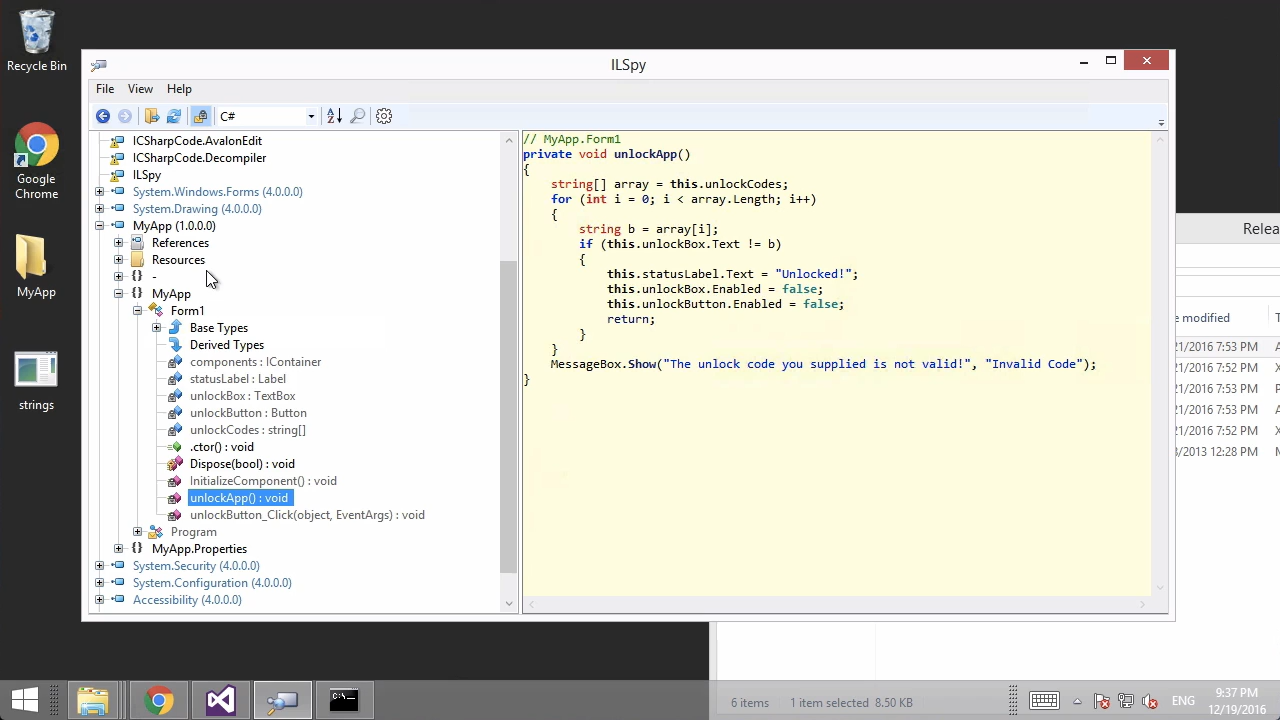 Recycle Bin
Google
Chrome
MyApp
strings
ILSpy
File View Help
C#
ICSharpCode.AvalonEdit
ICSharpCode.Decompiler
ILSpy
System.Windows.Forms (4.0.0.0)
System.Drawing (4.0.0.0)
MyApp (1.0.0.0)
References
Resources
{} -
{} MyApp
Form1
Base Types
Derived Types
components : IContainer
statusLabel : Label
unlockBox : TextBox
unlockButton : Button
unlockCodes : string[]
.ctor() : void
Dispose(bool) : void
InitializeComponent() : void
unlockApp() : void
unlockButton_Click(object, EventArgs) : void
Program
{} MyApp.Properties
System.Security (4.0.0.0)
System.Configuration (4.0.0.0)
Accessibility (4.0.0.0)
// MyApp.Form1
private void unlockApp()
{
string[] array = this.unlockCodes;
for (int i = 0; i < array.Length; i++)
{
string b = array[i];
if (this.unlockBox.Text != b)
{
this.statusLabel.Text = "Unlocked!";
this.unlockBox.Enabled = false;
this.unlockButton.Enabled = false;
return;
}
}
MessageBox.Show("The unlock code you supplied is not valid!", "Invalid Code");
}
Relea
e modified
21/2016 7:53 PM A
21/2016 7:52 PM X
21/2016 7:53 PM P
21/2016 7:53 PM A
21/2016 7:52 PM X
/8/2013 12:28 PM M
6 items 1 item selected 8.50 KB
C:\_
ENG
9:37 PM
12/19/2016